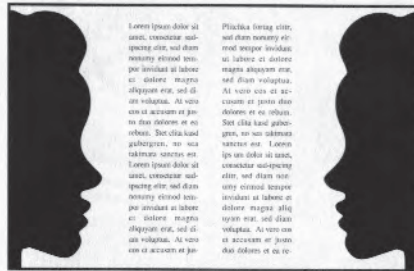 Lorem ipsum dolor sit
amet, consetetur sad-
ipscing elitr, sed diam
nonumy eirmod tem-
por invidunt ut labore
et dolore magna
aliquyam erat, sed di-
am voluptua. At vero
eos et accusam et jus-
to duo dolores et ea
rebum. Stet clita kasd
gubergren, no sea
takimata sanctus est.
Lorem ipsum dolor sit
amet, consetetur sad-
ipscing elitr, sed diam
nonumy eirmod tem-
por invidunt ut labore
et dolore magna
aliquyam erat, sed di-
am voluptua. At vero
eos et accusam et jus-
elitr,
sed diam nonumy eir-
mod tempor invidunt
ut labore et dolore
magna aliquyam erat,
sed diam voluptua.
At vero eos et ac-
cusam et justo duo
dolores et ea rebum.
Stet clita kasd guber-
gren, no sea takimata
sanctus est. Lorem
ips um dolor sit amet,
consetetur sad-ipscing
elitr, sed diam non-
umy eirmod tempor
invidunt ut labore et
dolore magna aliq
uyam erat, sed diam
voluptua. At vero eos
et accusam et justo
duo dolores et ea re-